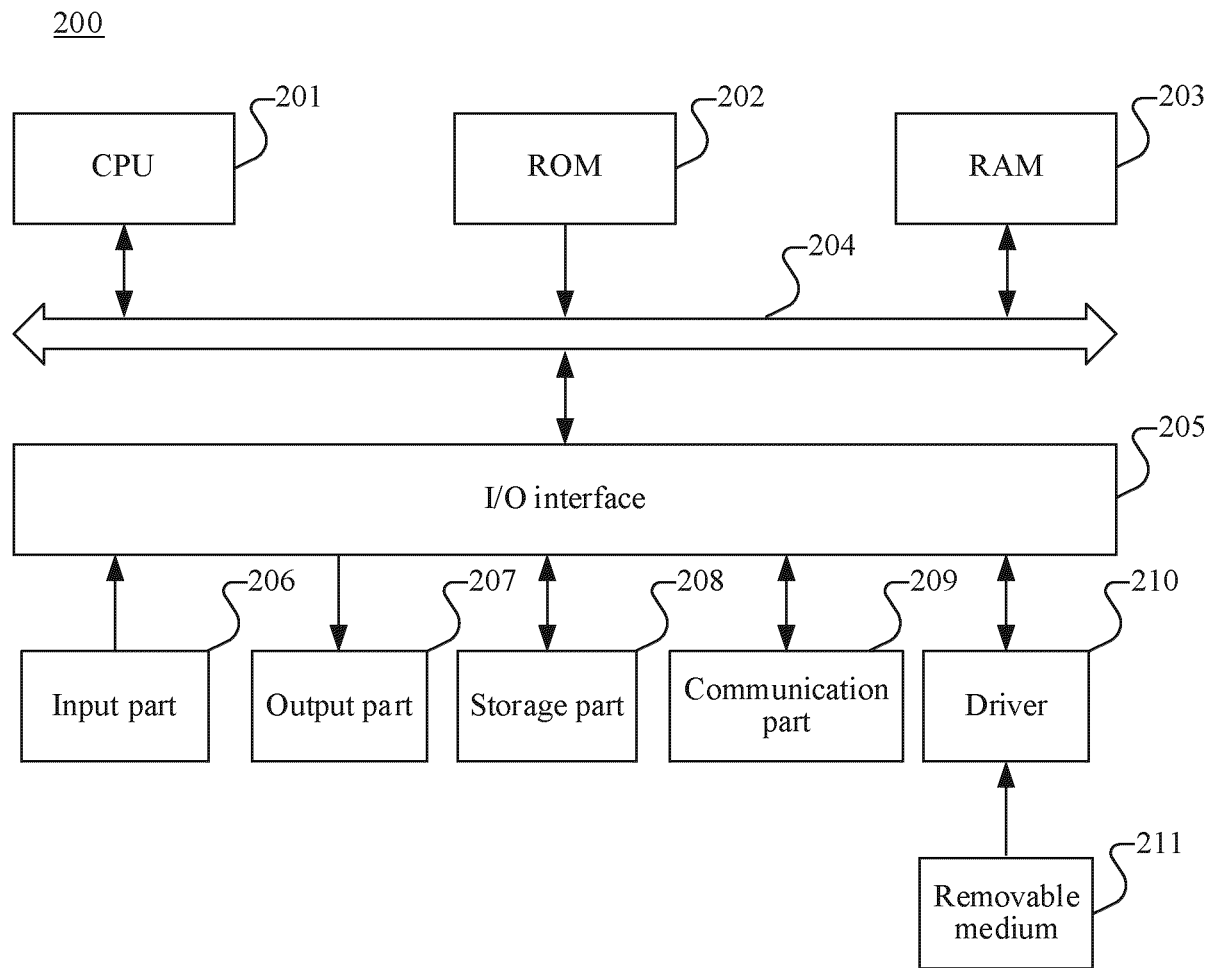 200
201
202
203
CPU
ROM
RAM
204
205
I/O interface
206
207
208
209
210
Input part
Output part
Storage part
Communication
part
Driver
211
Removable
medium